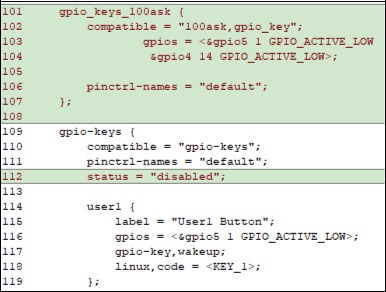 101 gpio_keys_100ask {
102 compatible = "100ask,gpio_key";
103 gpios = <&gpio5 1 GPIO_ACTIVE_LOW
104 &gpio4 14 GPIO_ACTIVE_LOW>;
105
106 pinctrl-names = "default";
107 };
108
109 gpio-keys {
110 compatible = "gpio-keys";
111 pinctrl-names = "default";
112 status = "disabled";
113
114 user1 {
115 label = "User1 Button";
116 gpios = <&gpio5 1 GPIO_ACTIVE_LOW>;
117 gpio-key,wakeup;
118 linux,code = <KEY_1>;
119 };